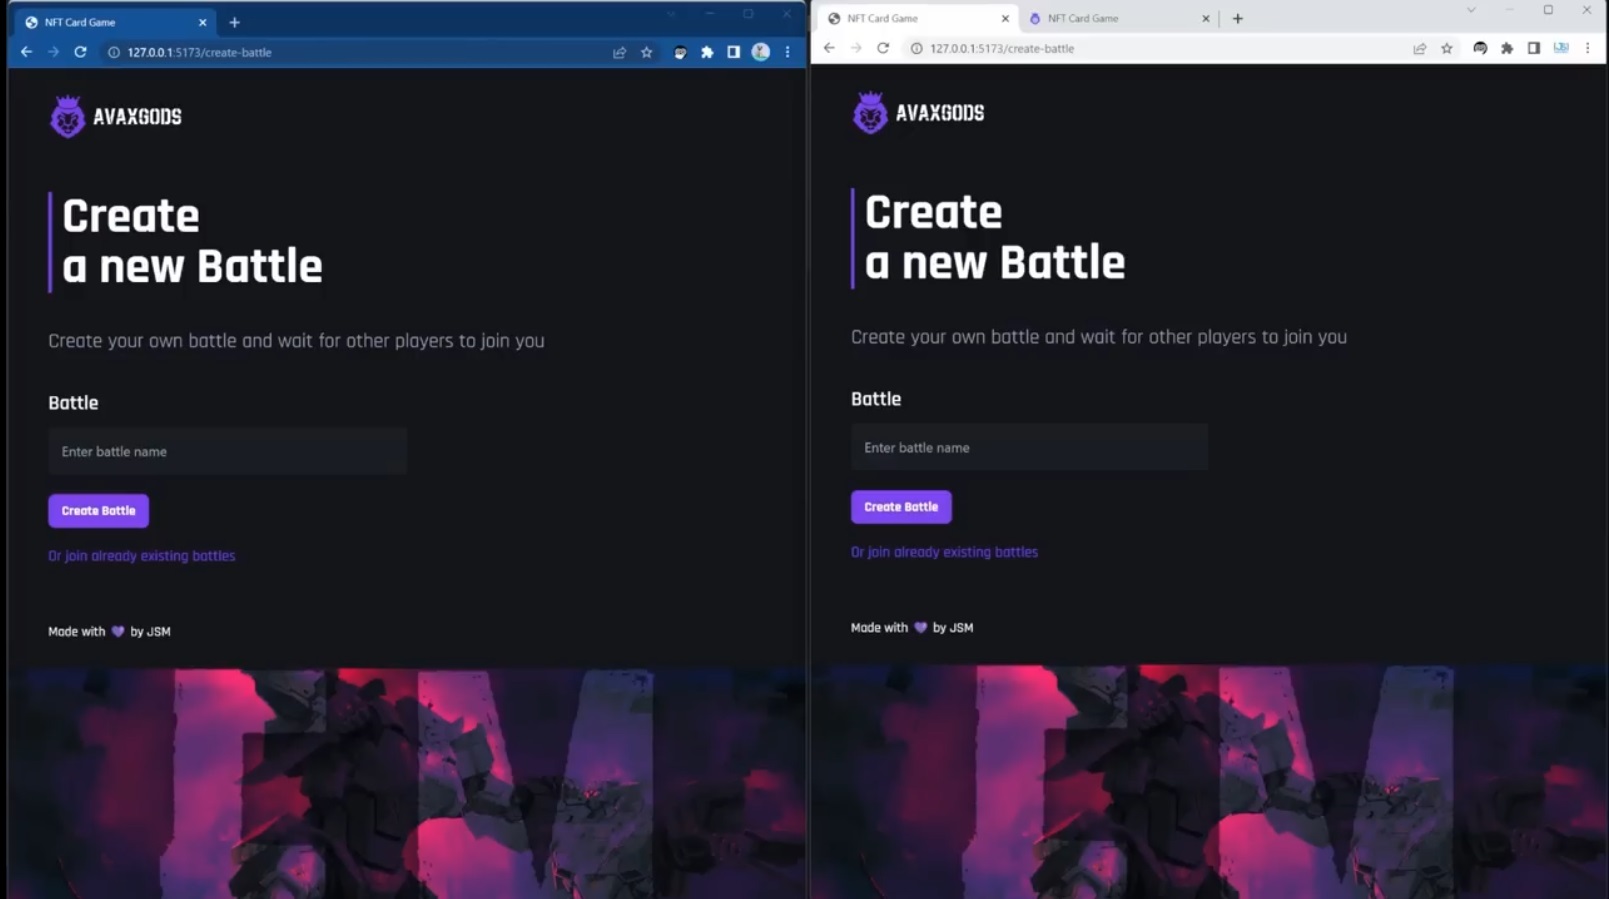 NFT Card Game
127.0.0.1:5173/create-battle
AVAXGODS
Create
a new Battle
Create your own battle and wait for other players to join you
Battle
Enter battle name
Create Battle
Or join already existing battles
Made with 💜 by JSM
NFT Card Game
NFT Card Game
127.0.0.1:5173/create-battle
AVAXGODS
Create
a new Battle
Create your own battle and wait for other players to join you
Battle
Enter battle name
Create Battle
Or join already existing battles
Made with 💜 by JSM